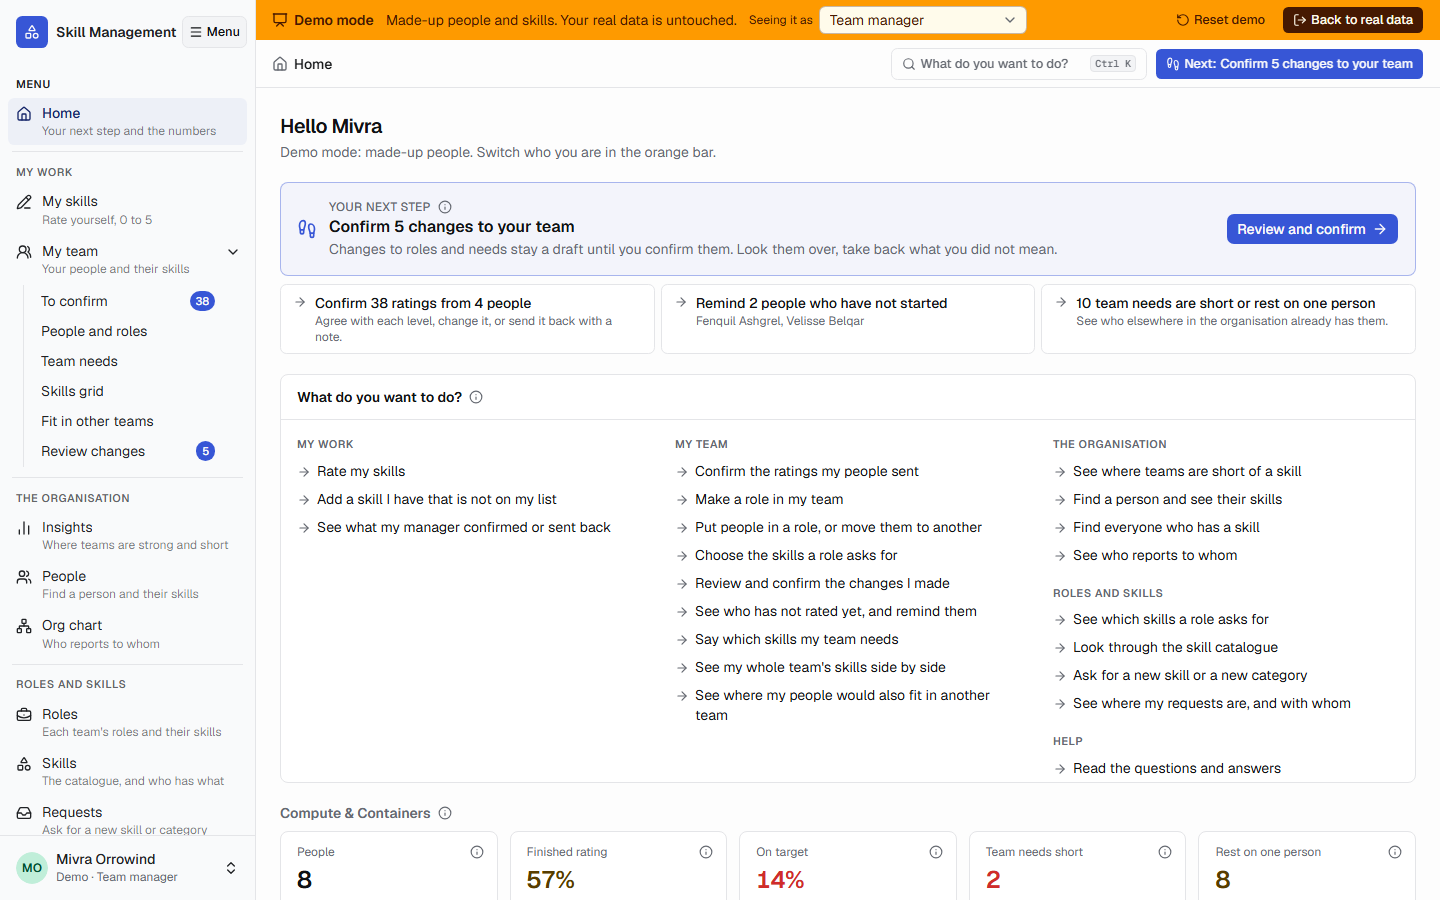 Skill Management
Menu
Demo mode Made-up people and skills. Your real data is untouched. Seeing it as Team manager
Reset demo
Back to real data
Home
What do you want to do? Ctrl K
Next: Confirm 5 changes to your team
MENU
Home
Your next step and the numbers
MY WORK
My skills
Rate yourself, 0 to 5
My team
Your people and their skills
To confirm 38
People and roles
Team needs
Skills grid
Fit in other teams
Review changes 5
THE ORGANISATION
Insights
Where teams are strong and short
People
Find a person and their skills
Org chart
Who reports to whom
ROLES AND SKILLS
Roles
Each team's roles and their skills
Skills
The catalogue, and who has what
Requests
Ask for a new skill or category
MO
Mivra Orrowind
Demo · Team manager
Hello Mivra
Demo mode: made-up people. Switch who you are in the orange bar.
YOUR NEXT STEP
Confirm 5 changes to your team
Changes to roles and needs stay a draft until you confirm them. Look them over, take back what you did not mean.
Review and confirm
Confirm 38 ratings from 4 people
Agree with each level, change it, or send it back with a
note.
Remind 2 people who have not started
Fenquil Ashgrel, Velisse Belqar
10 team needs are short or rest on one person
See who elsewhere in the organisation already has them.
What do you want to do?
MY WORK
Rate my skills
Add a skill I have that is not on my list
See what my manager confirmed or sent back
MY TEAM
Confirm the ratings my people sent
Make a role in my team
Put people in a role, or move them to another
Choose the skills a role asks for
Review and confirm the changes I made
See who has not rated yet, and remind them
Say which skills my team needs
See my whole team's skills side by side
See where my people would also fit in another
team
THE ORGANISATION
See where teams are short of a skill
Find a person and see their skills
Find everyone who has a skill
See who reports to whom
ROLES AND SKILLS
See which skills a role asks for
Look through the skill catalogue
Ask for a new skill or a new category
See where my requests are, and with whom
HELP
Read the questions and answers
Compute & Containers
People
8
Finished rating
57%
On target
14%
Team needs short
2
Rest on one person
8